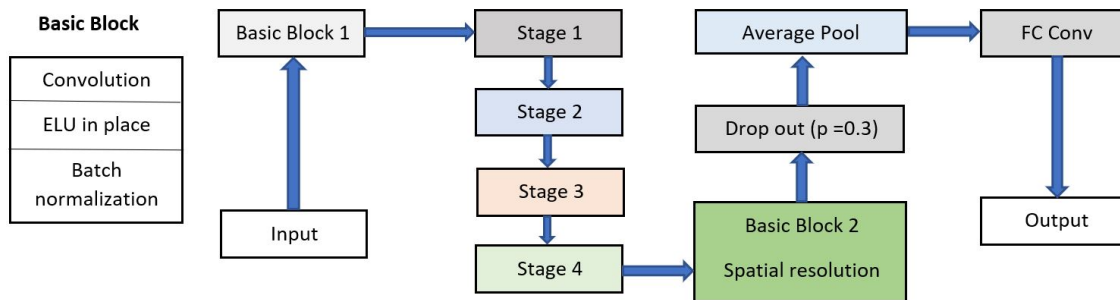 Basic Block
Convolution
ELU in place
Batch
normalization
Basic Block 1
Input
Stage 1
Stage 2
Stage 3
Stage 4
Average Pool
Drop out (p =0.3)
Basic Block 2
Spatial resolution
FC Conv
Output